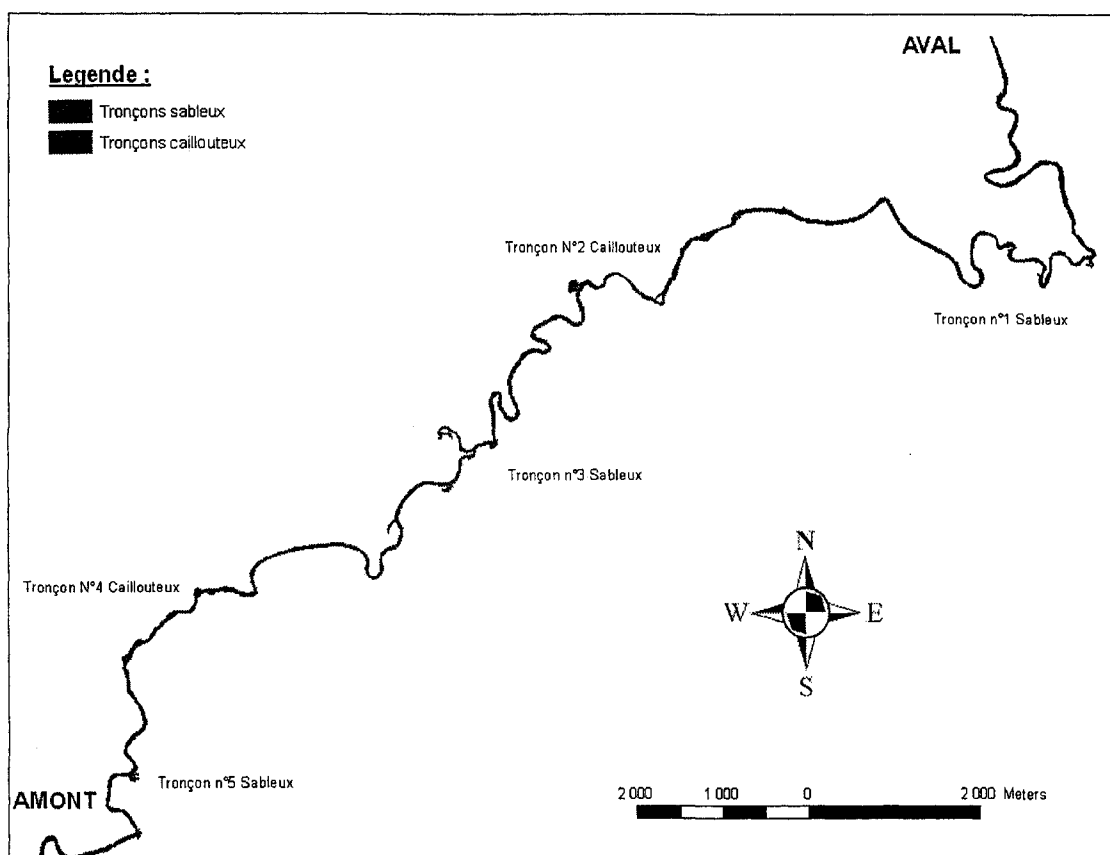 AVAL
Legende :
Tronçons sableux
Tronçons caillouteux
Tronçon N°2 Caillouteux
Tronçon n°1 Sableux
Tronçon n°3 Sableux
Tronçon N°4 Caillouteux
N
W
E
S
Tronçon n°5 Sableux
AMONT
2 000 1 000 0 2 000 Meters